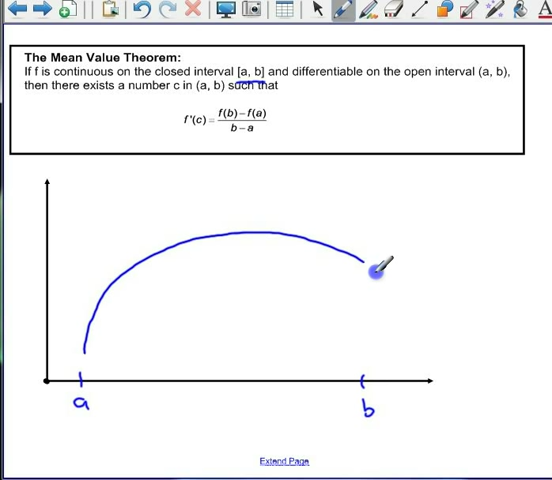 The Mean Value Theorem:
If f is continuous on the closed interval [a, b] and differentiable on the open interval (a, b),
then there exists a number c in (a, b) such that
f'(c) = f(b) – f(a)
b – a
a
b
Extend Page